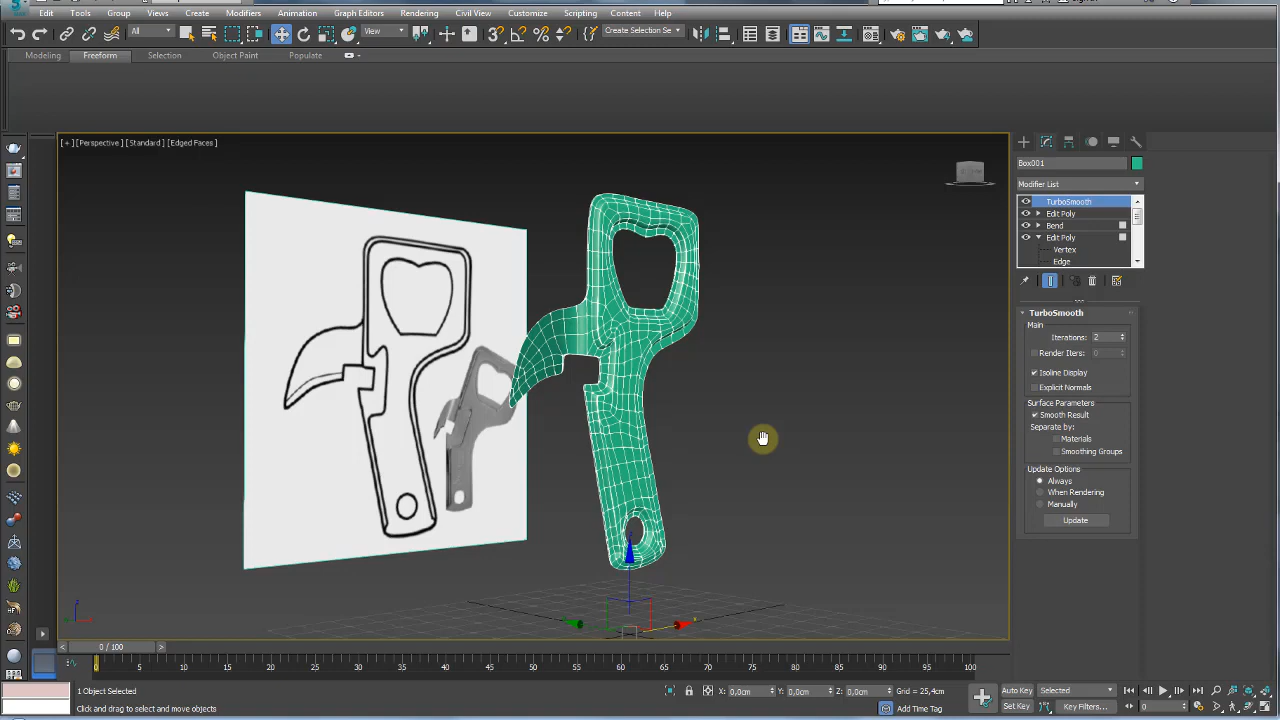 Edit Tools Group Views Create Modifiers Animation Graph Editors Rendering Civil View Customize Scripting Content Help
All View Create Selection Se
Modeling Freeform Selection Object Paint Populate
[+][Perspective][Standard][Edged Faces]
Box001
Modifier List
TurboSmooth
Edit Poly
Bend
Edit Poly
Vertex
Edge
TurboSmooth
Main
Iterations: 2
Render Iters: 0
Isoline Display
Explicit Normals
Surface Parameters
Smooth Result
Separate by:
Materials
Smoothing Groups
Update Options
Always
When Rendering
Manually
Update
0 / 100
0 5 10 15 20 25 30 35 40 45 50 55 60 65 70 75 80 85 90 95 100
1 Object Selected X: 0,0cm Y: 0,0cm Z: 0,0cm Grid = 25,4cm Auto Key Selected
Click and drag to select and move objects Add Time Tag Set Key Key Filters... 0